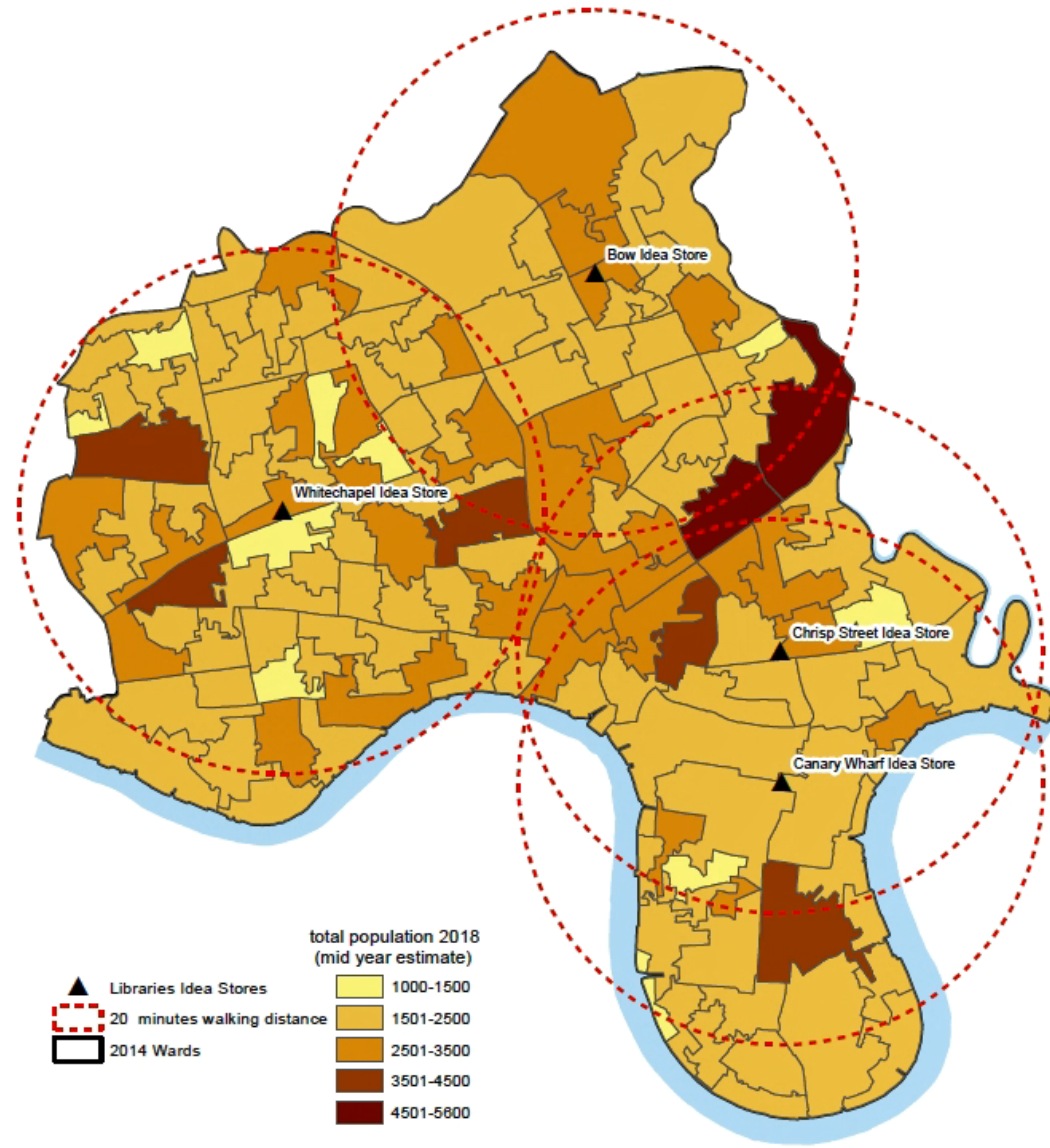 Bow Idea Store
Whitechapel Idea Store
Chrisp Street Idea Store
Canary Wharf Idea Store
total population 2018
(mid year estimate)
Libraries Idea Stores
20 minutes walking distance
2014 Wards
1000-1500
1501-2500
2501-3500
3501-4500
4501-5600